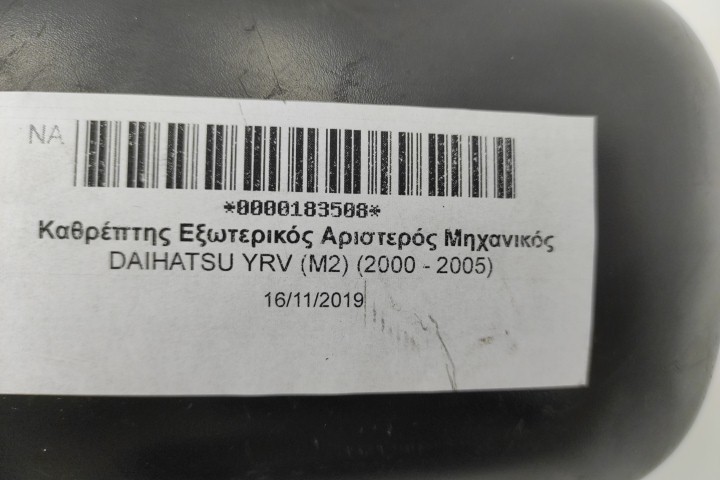 NA
*0000183508*
Καθρέπτης Εξωτερικός Αριστερός Μηχανικός
DAIHATSU YRV (M2) (2000 - 2005)
16/11/2019